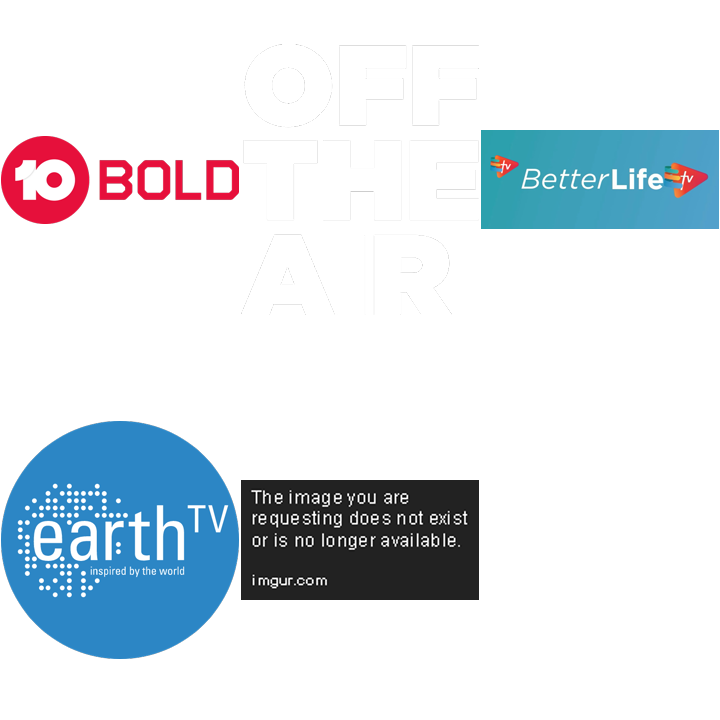 10 BOLD
OFF
THE
AIR
tv BetterLife tv
earthTV
inspired by the world
The image you are
requesting does not exist
or is no longer available.
imgur.com